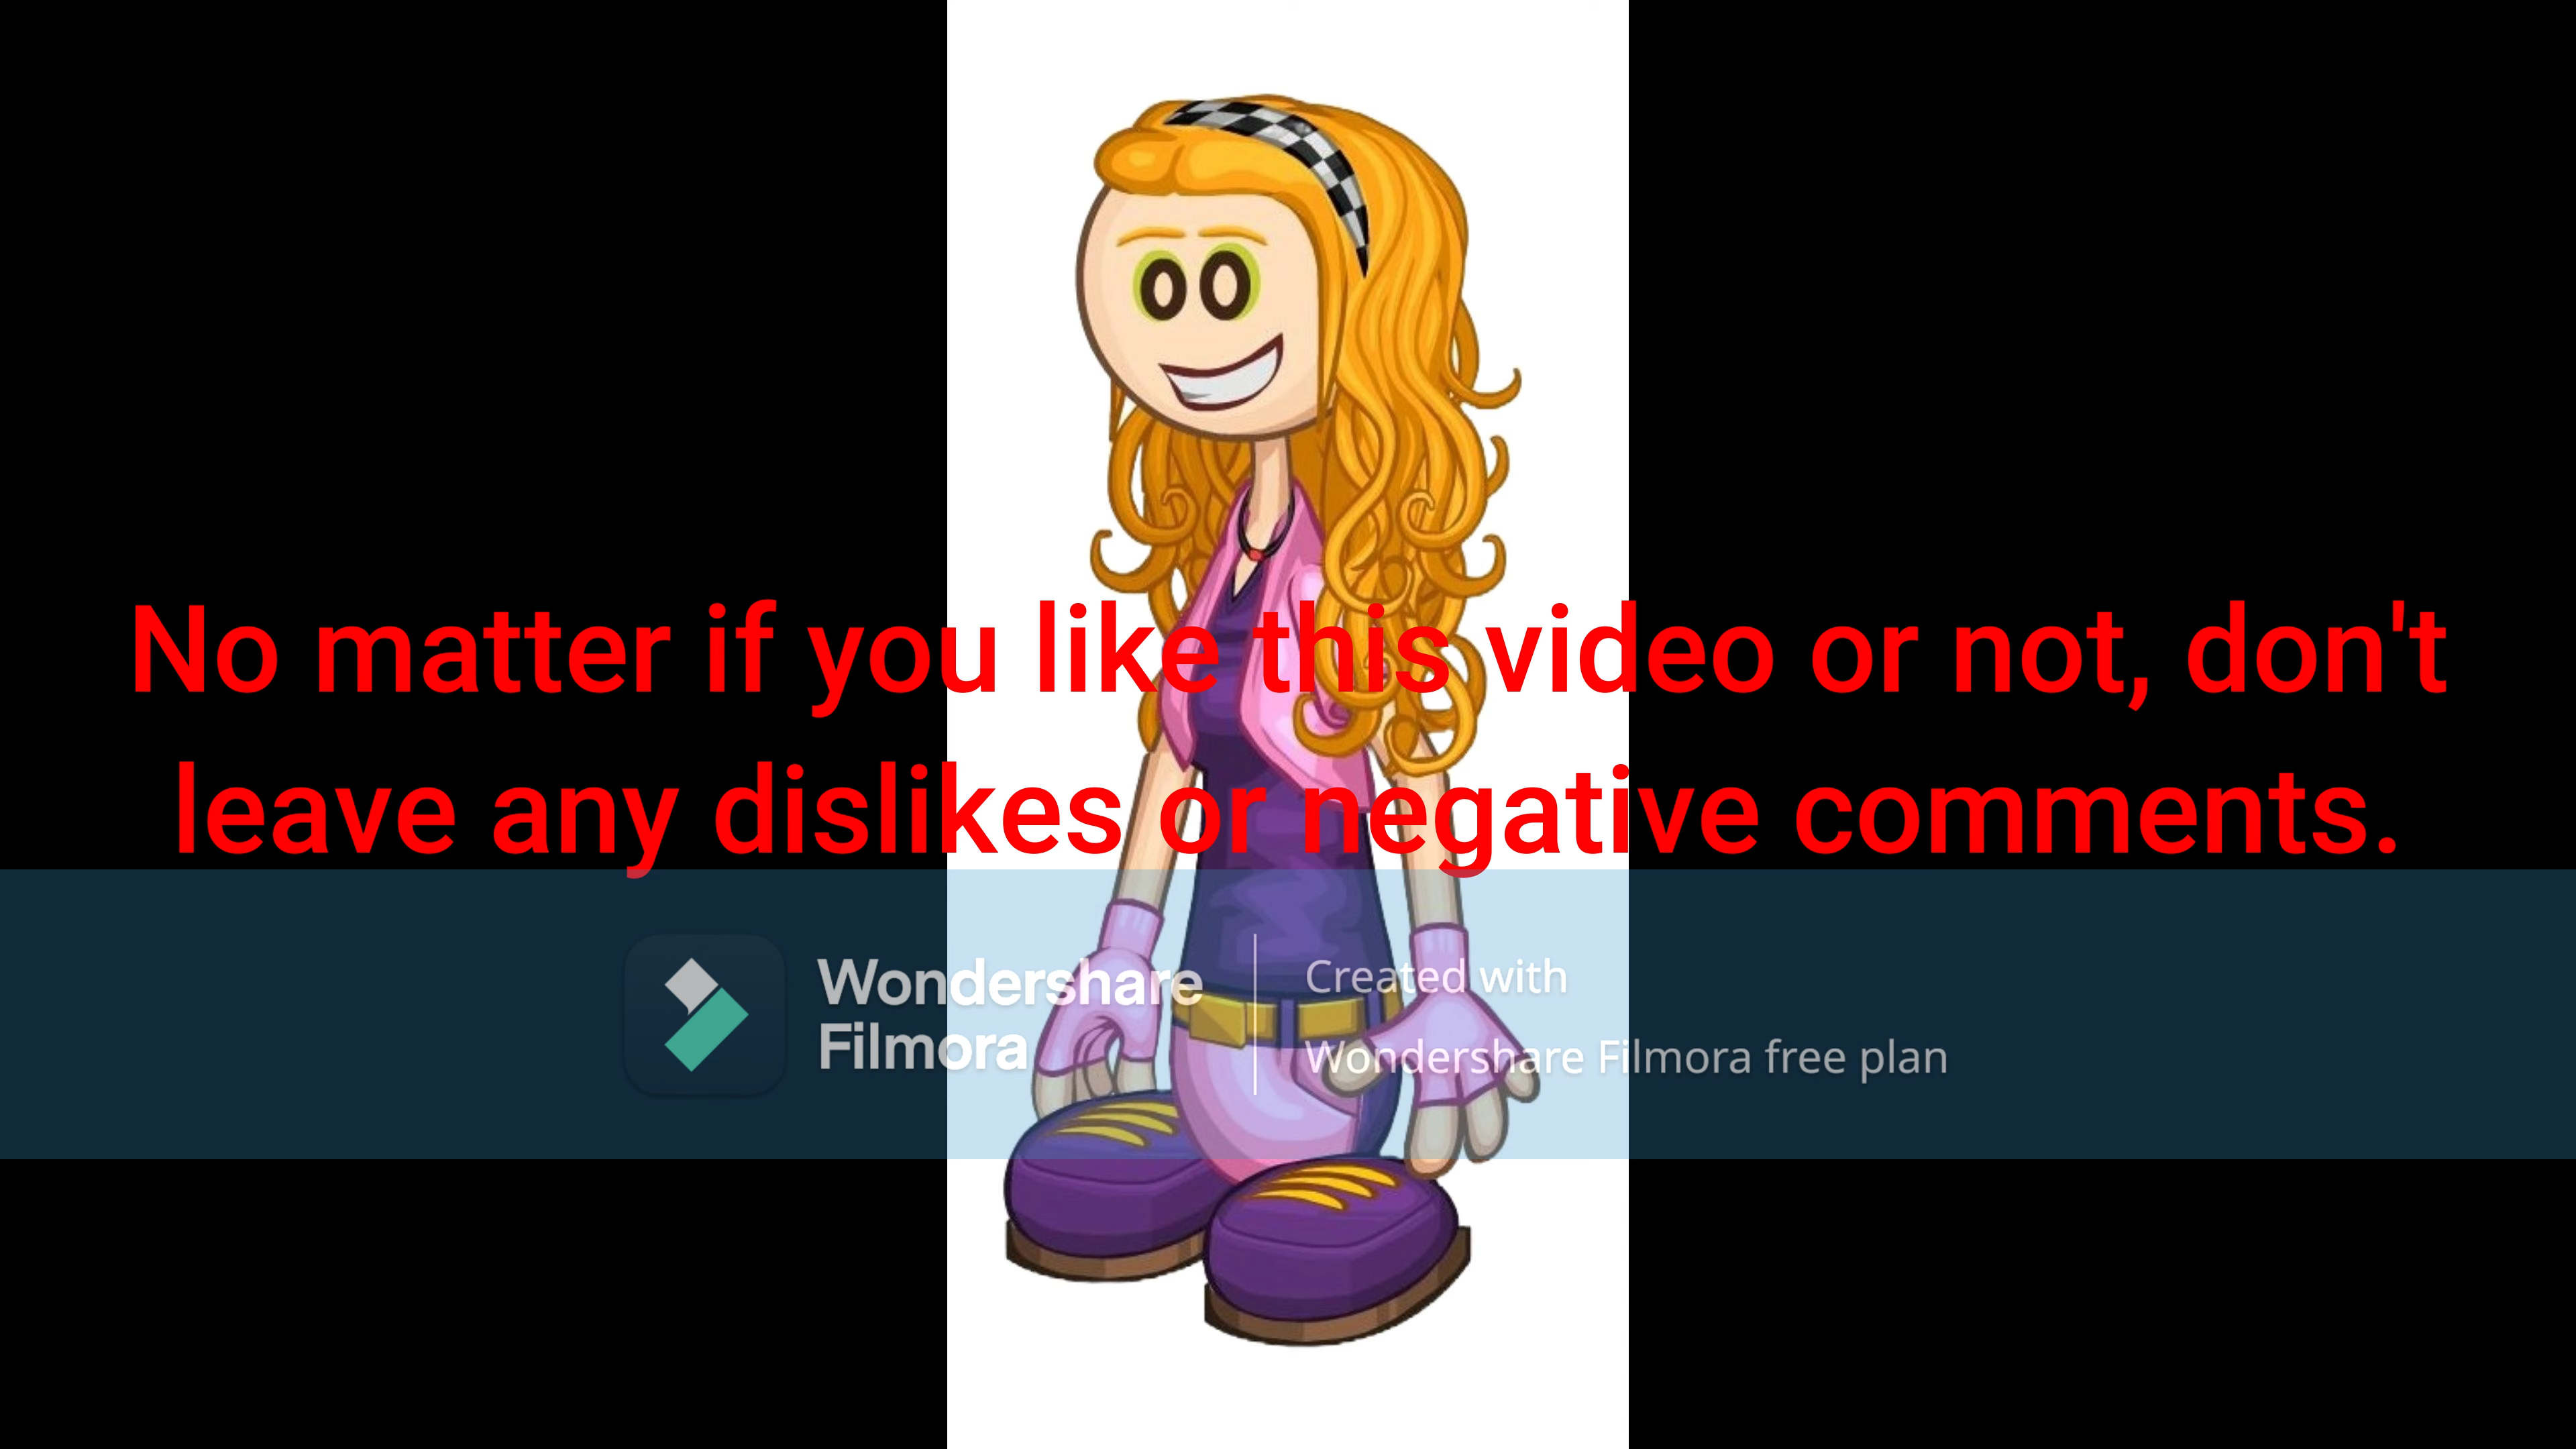 No matter if you like this video or not, don't
leave any dislikes or negative comments.
Wondershare
Filmora
Created with
Wondershare Filmora free plan